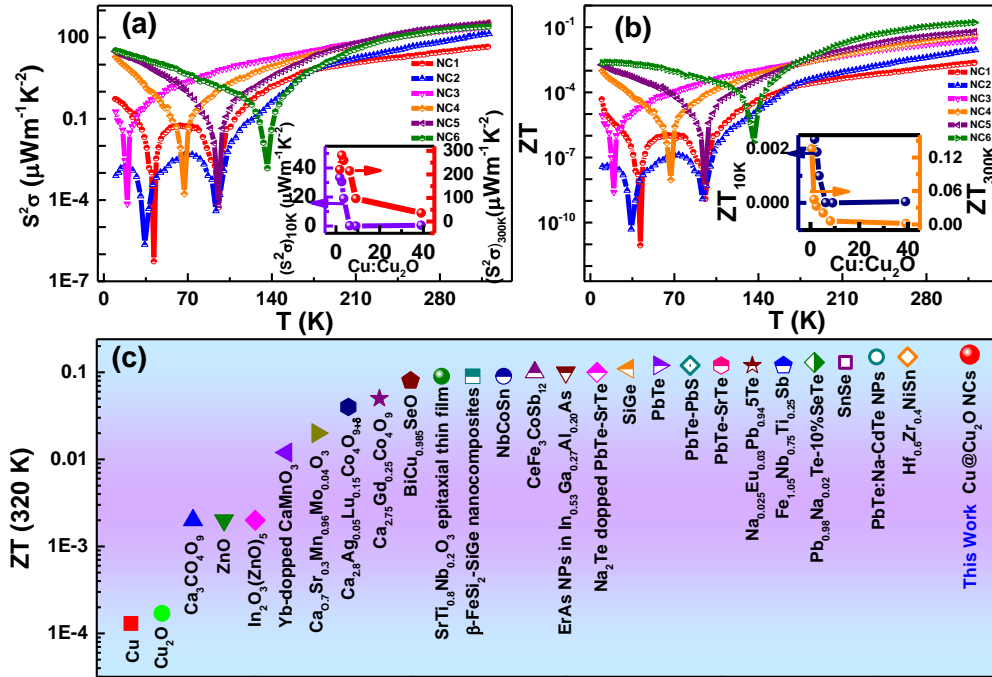 (a)
S²σ (μWm⁻¹K⁻²)
100
0.1
1E-4
1E-7
0
70
140
210
280
T (K)
NC1
NC2
NC3
NC4
NC5
NC6
(S²σ)10K (μWm⁻¹K⁻²)
40
20
0
300
200
100
0
(S²σ)300K (μWm⁻¹K⁻²)
0
20
40
Cu:Cu₂O
(b)
ZT
10⁻¹
10⁻⁴
10⁻⁷
10⁻¹⁰
0
70
140
210
280
T (K)
NC1
NC2
NC3
NC4
NC5
NC6
ZT10K
0.002
0.000
0.12
0.06
0.00
ZT300K
0
20
40
Cu:Cu₂O
(c)
ZT (320 K)
0.1
0.01
1E-3
1E-4
Cu
Cu₂O
Ca₃CO₄O₉
ZnO
In₂O₃(ZnO)₅
Yb-dopped CaMnO₃
Ca₀.₇Sr₀.₃Mn₀.₉₆Mo₀.₀₄O₃
Ca₂.₈Ag₀.₀₅Lu₀.₁₅Co₄O₉₊δ
Ca₂.₇₅Gd₀.₂₅Co₄O₉
BiCu₀.₉₈₅SeO
SrTi₀.₈Nb₀.₂O₃ epitaxial thin film
β-FeSi₂-SiGe nanocomposites
NbCoSn
CeFe₃CoSb₁₂
ErAs NPs in In₀.₅₃Ga₀.₂₇Al₀.₂₀As
Na₂Te dopped PbTe-SrTe
SiGe
PbTe
PbTe-PbS
PbTe-SrTe
Na₀.₀₂₅Eu₀.₀₃Pb₀.₉₄5Te
Fe₁.₀₅Nb₀.₇₅Ti₀.₂₅Sb
Pb₀.₉₈Na₀.₀₂Te-10%SeTe
SnSe
PbTe:Na-CdTe NPs
Hf₀.₆Zr₀.₄NiSn
This Work Cu@Cu₂O NCs